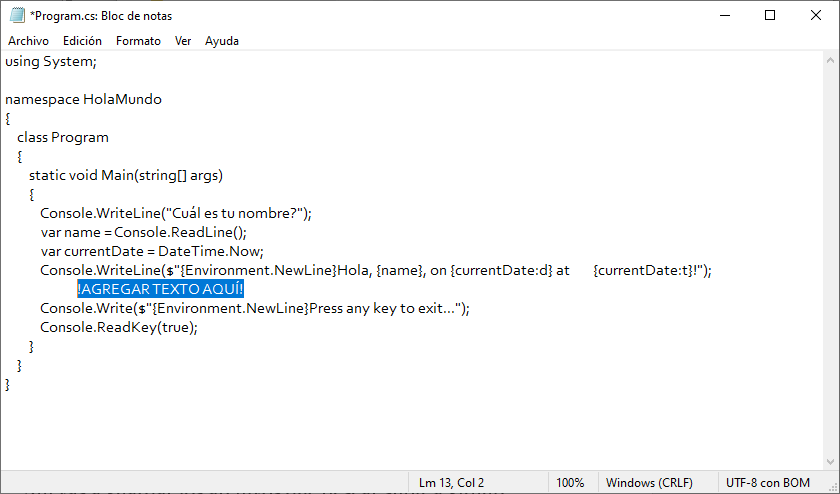 *Program.cs: Bloc de notas
Archivo Edición Formato Ver Ayuda
using System;
namespace HolaMundo
{
class Program
{
static void Main(string[] args)
{
Console.WriteLine("Cuál es tu nombre?");
var name = Console.ReadLine();
var currentDate = DateTime.Now;
Console.WriteLine($"{Environment.NewLine}Hola, {name}, on {currentDate:d} at {currentDate:t}!");
!AGREGAR TEXTO AQUÍ!
Console.Write($"{Environment.NewLine}Press any key to exit...");
Console.ReadKey(true);
}
}
}
Lm 13, Col 2 100% Windows (CRLF) UTF-8 con BOM